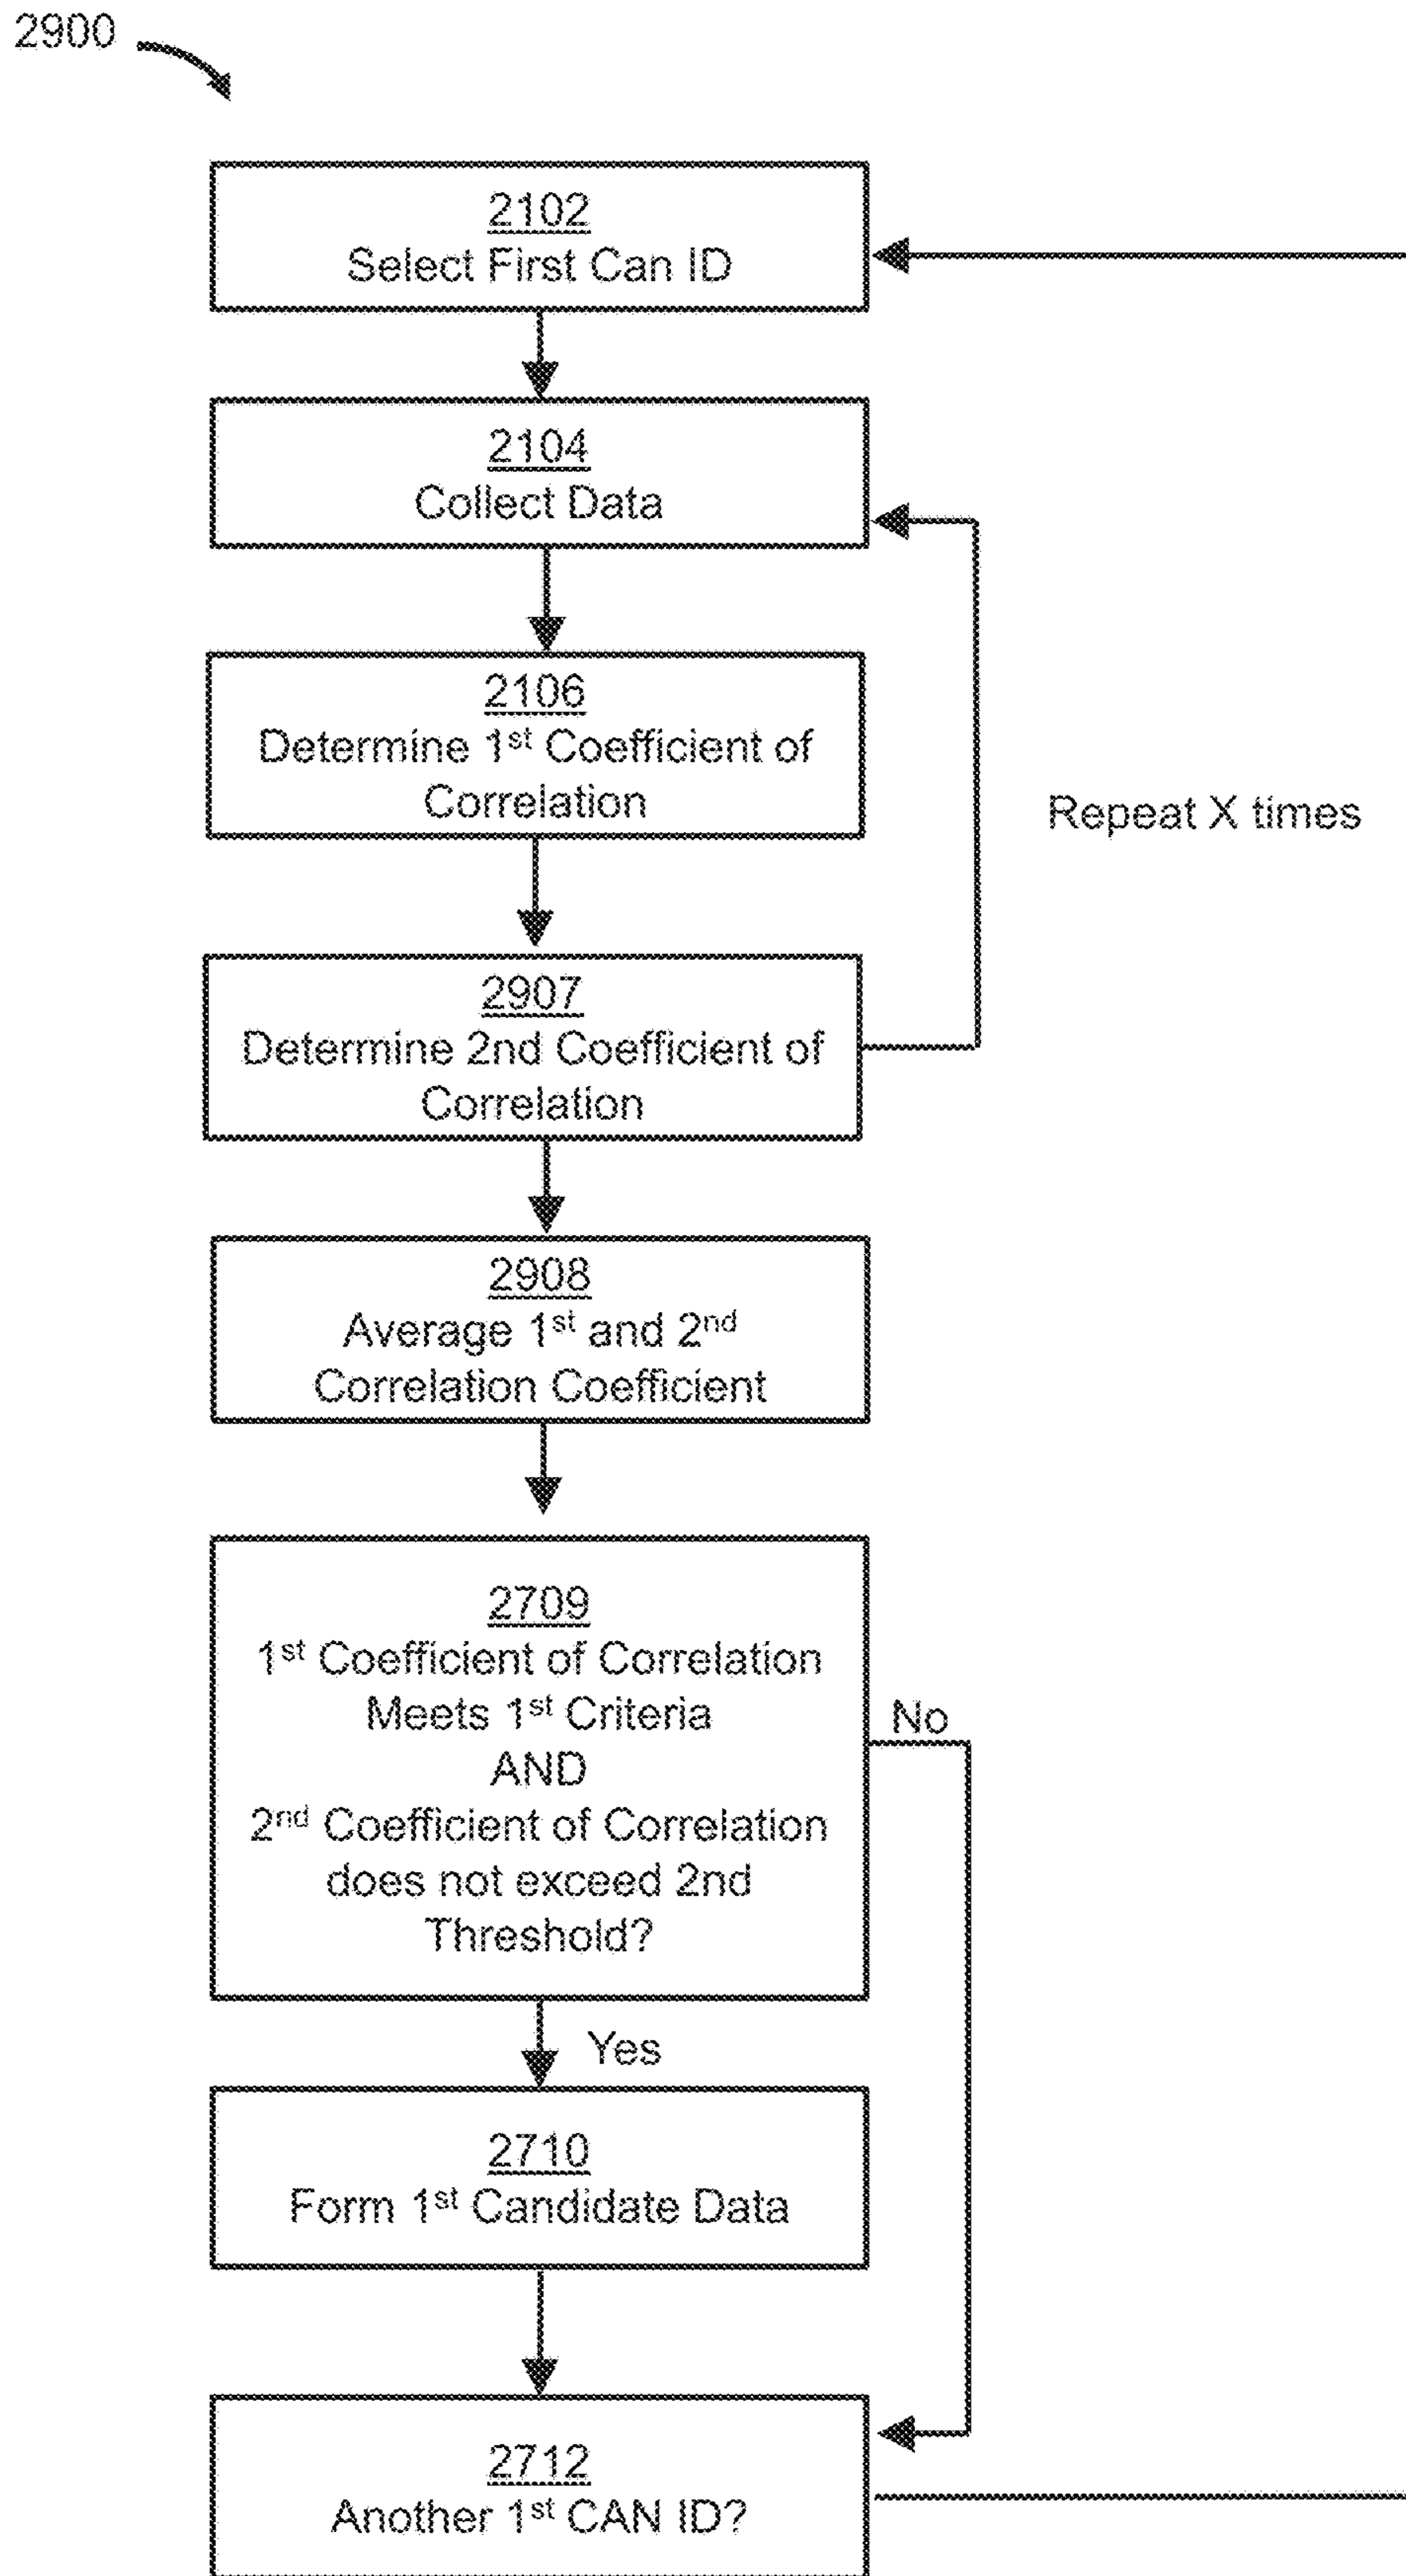 2900
2102
Select First Can ID
2104
Collect Data
2106
Determine 1st Coefficient of
Correlation
Repeat X times
2907
Determine 2nd Coefficient of
Correlation
2908
Average 1st and 2nd
Correlation Coefficient
2709
1st Coefficient of Correlation
Meets 1st Criteria
AND
2nd Coefficient of Correlation
does not exceed 2nd
Threshold?
No
Yes
2710
Form 1st Candidate Data
2712
Another 1st CAN ID?